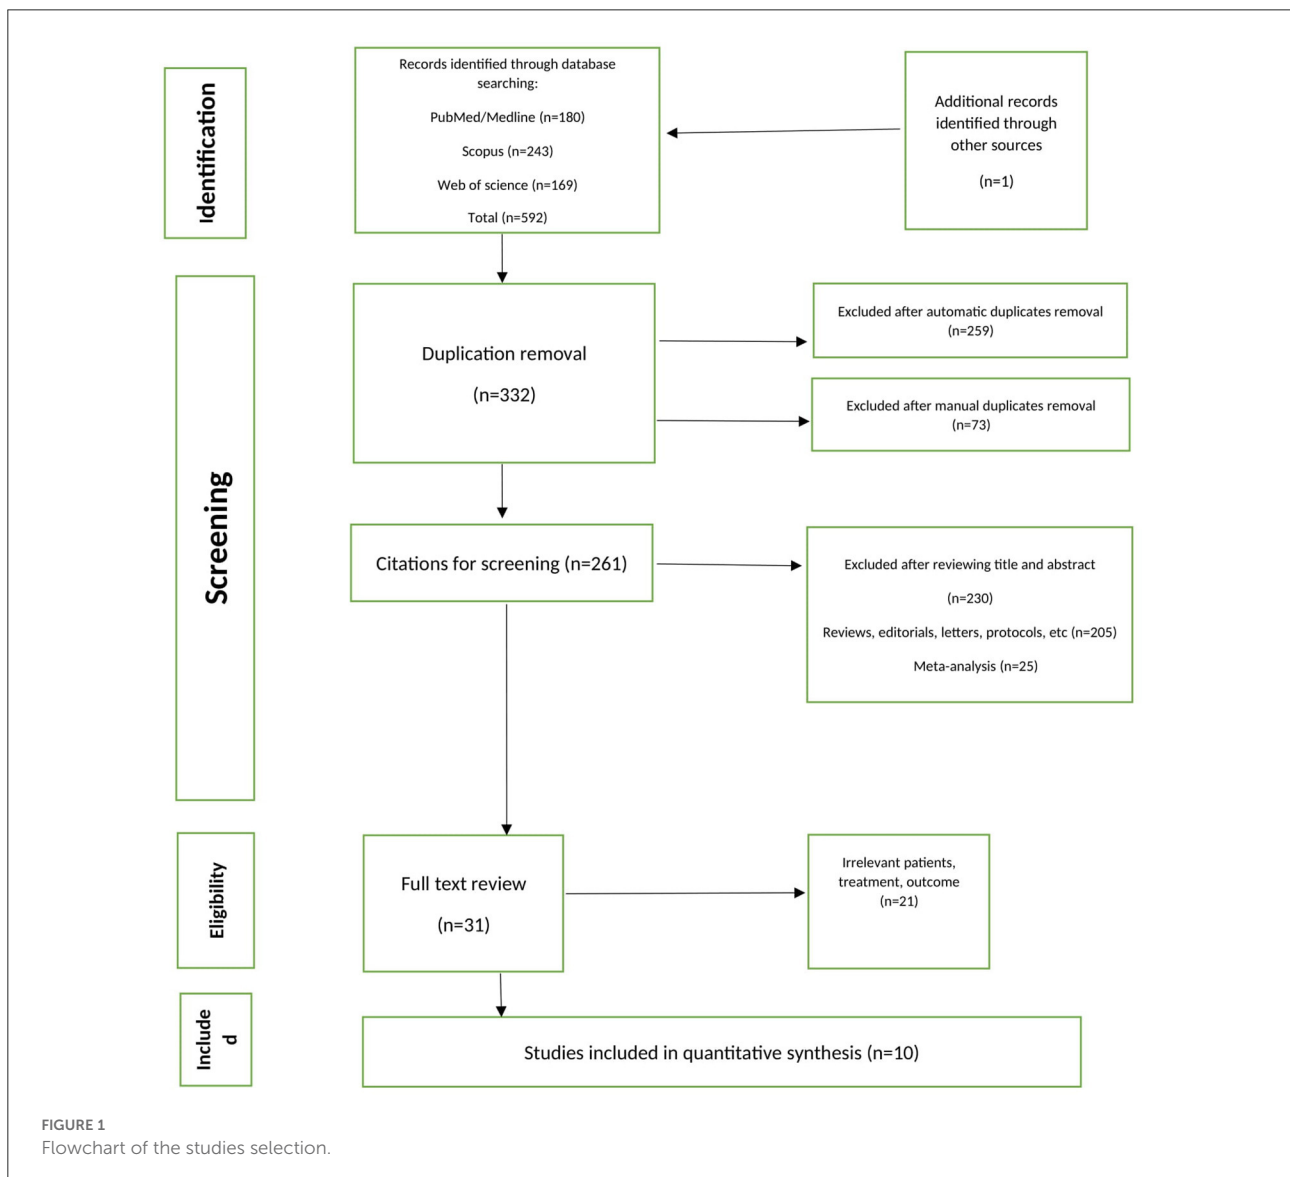 Identification
Records identified through database
searching:
PubMed/Medline (n=180)
Scopus (n=243)
Web of science (n=169)
Total (n=592)
Additional records
identified through
other sources
(n=1)
Screening
Duplication removal
(n=332)
Excluded after automatic duplicates removal
(n=259)
Excluded after manual duplicates removal
(n=73)
Citations for screening (n=261)
Excluded after reviewing title and abstract
(n=230)
Reviews, editorials, letters, protocols, etc (n=205)
Meta-analysis (n=25)
Eligibility
Full text review
(n=31)
Irrelevant patients,
treatment, outcome
(n=21)
Include
d
Studies included in quantitative synthesis (n=10)
FIGURE 1
Flowchart of the studies selection.